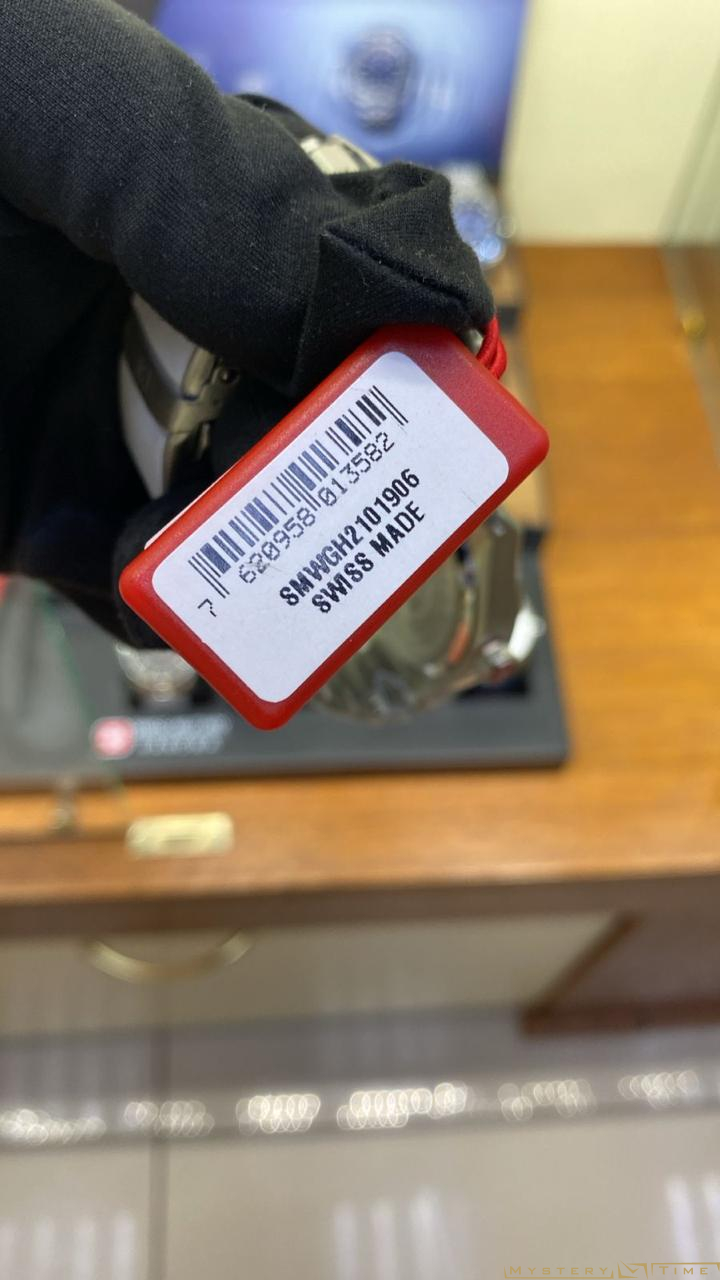 7 620958 013582
SMWGH2101906
SWISS MADE
MYSTERY TIME